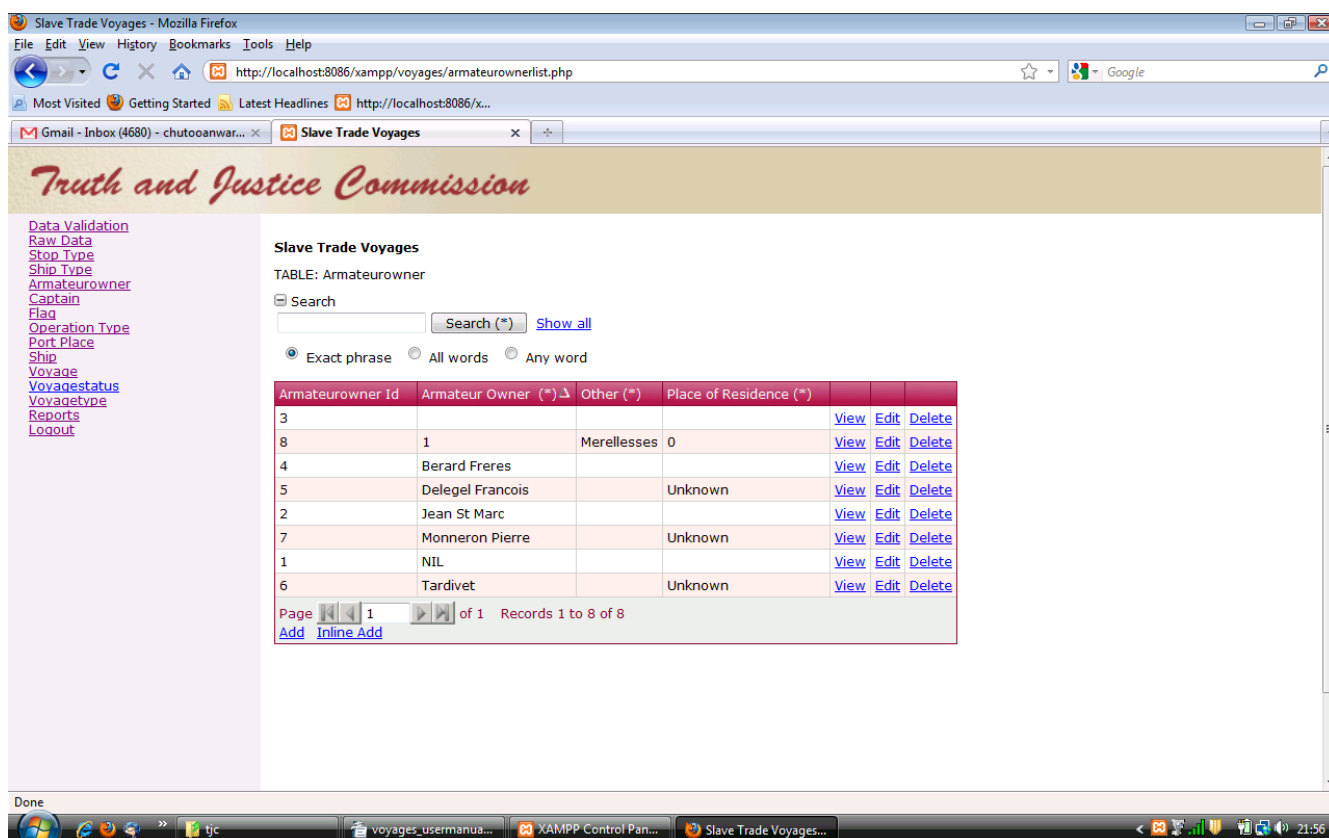 Slave Trade Voyages - Mozilla Firefox
File Edit View History Bookmarks Tools Help
http://localhost:8086/xampp/voyages/armateurownerlist.php Google
Most Visited Getting Started Latest Headlines http://localhost:8086/x...
Gmail - Inbox (4680) - chutooanwar... Slave Trade Voyages
Truth and Justice Commission
Data Validation
Raw Data
Stop Type
Ship Type
Armateurowner
Captain
Flag
Operation Type
Port Place
Ship
Voyage
Voyagestatus
Voyagetype
Reports
Logout
Slave Trade Voyages
TABLE: Armateurowner
Search
Search (*) Show all
Exact phrase All words Any word
Armateurowner Id Armateur Owner (*) Other (*) Place of Residence (*)
3 View Edit Delete
8 1 Merellesses 0 View Edit Delete
4 Berard Freres View Edit Delete
5 Delegel Francois Unknown View Edit Delete
2 Jean St Marc View Edit Delete
7 Monneron Pierre Unknown View Edit Delete
1 NIL View Edit Delete
6 Tardivet Unknown View Edit Delete
Page 1 of 1 Records 1 to 8 of 8
Add Inline Add
Done
tjc voyages_usermanua... XAMPP Control Pan... Slave Trade Voyages... 21:56